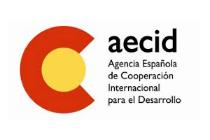 aecid
Agencia Española
de Cooperación
Internacional
para el Desarrollo